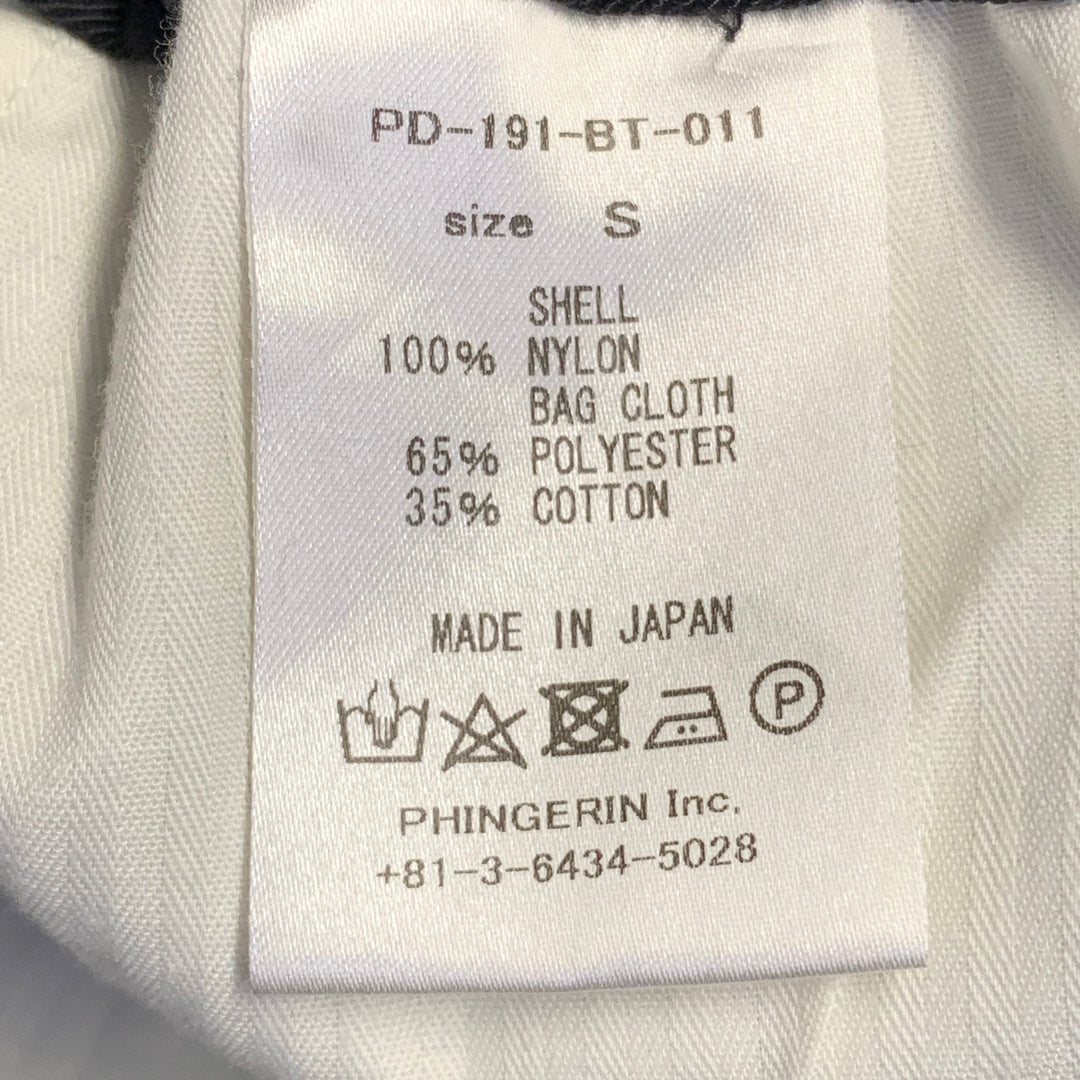 PD-191-BT-011
size S
SHELL
100% NYLON
BAG CLOTH
65% POLYESTER
35% COTTON
MADE IN JAPAN
P
PHINGERIN Inc.
+81-3-6434-5028